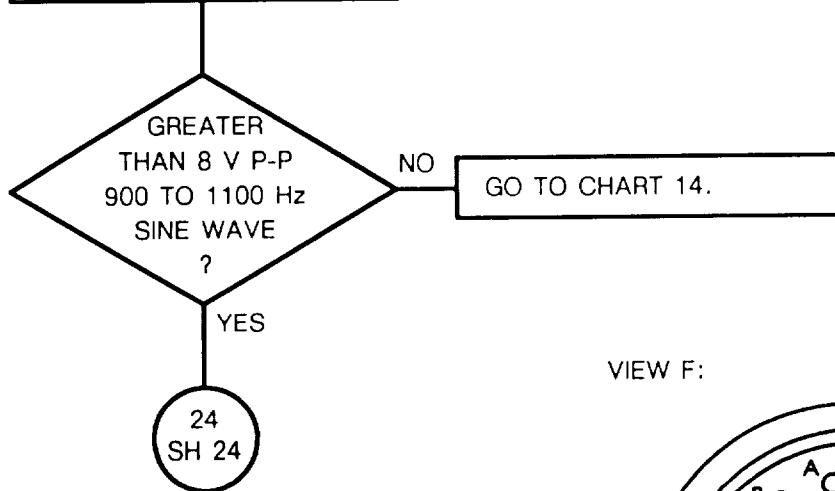 GREATER
THAN 8 V P-P
900 TO 1100 Hz
SINE WAVE
?
NO
GO TO CHART 14.
YES
24
SH 24
VIEW F:
A